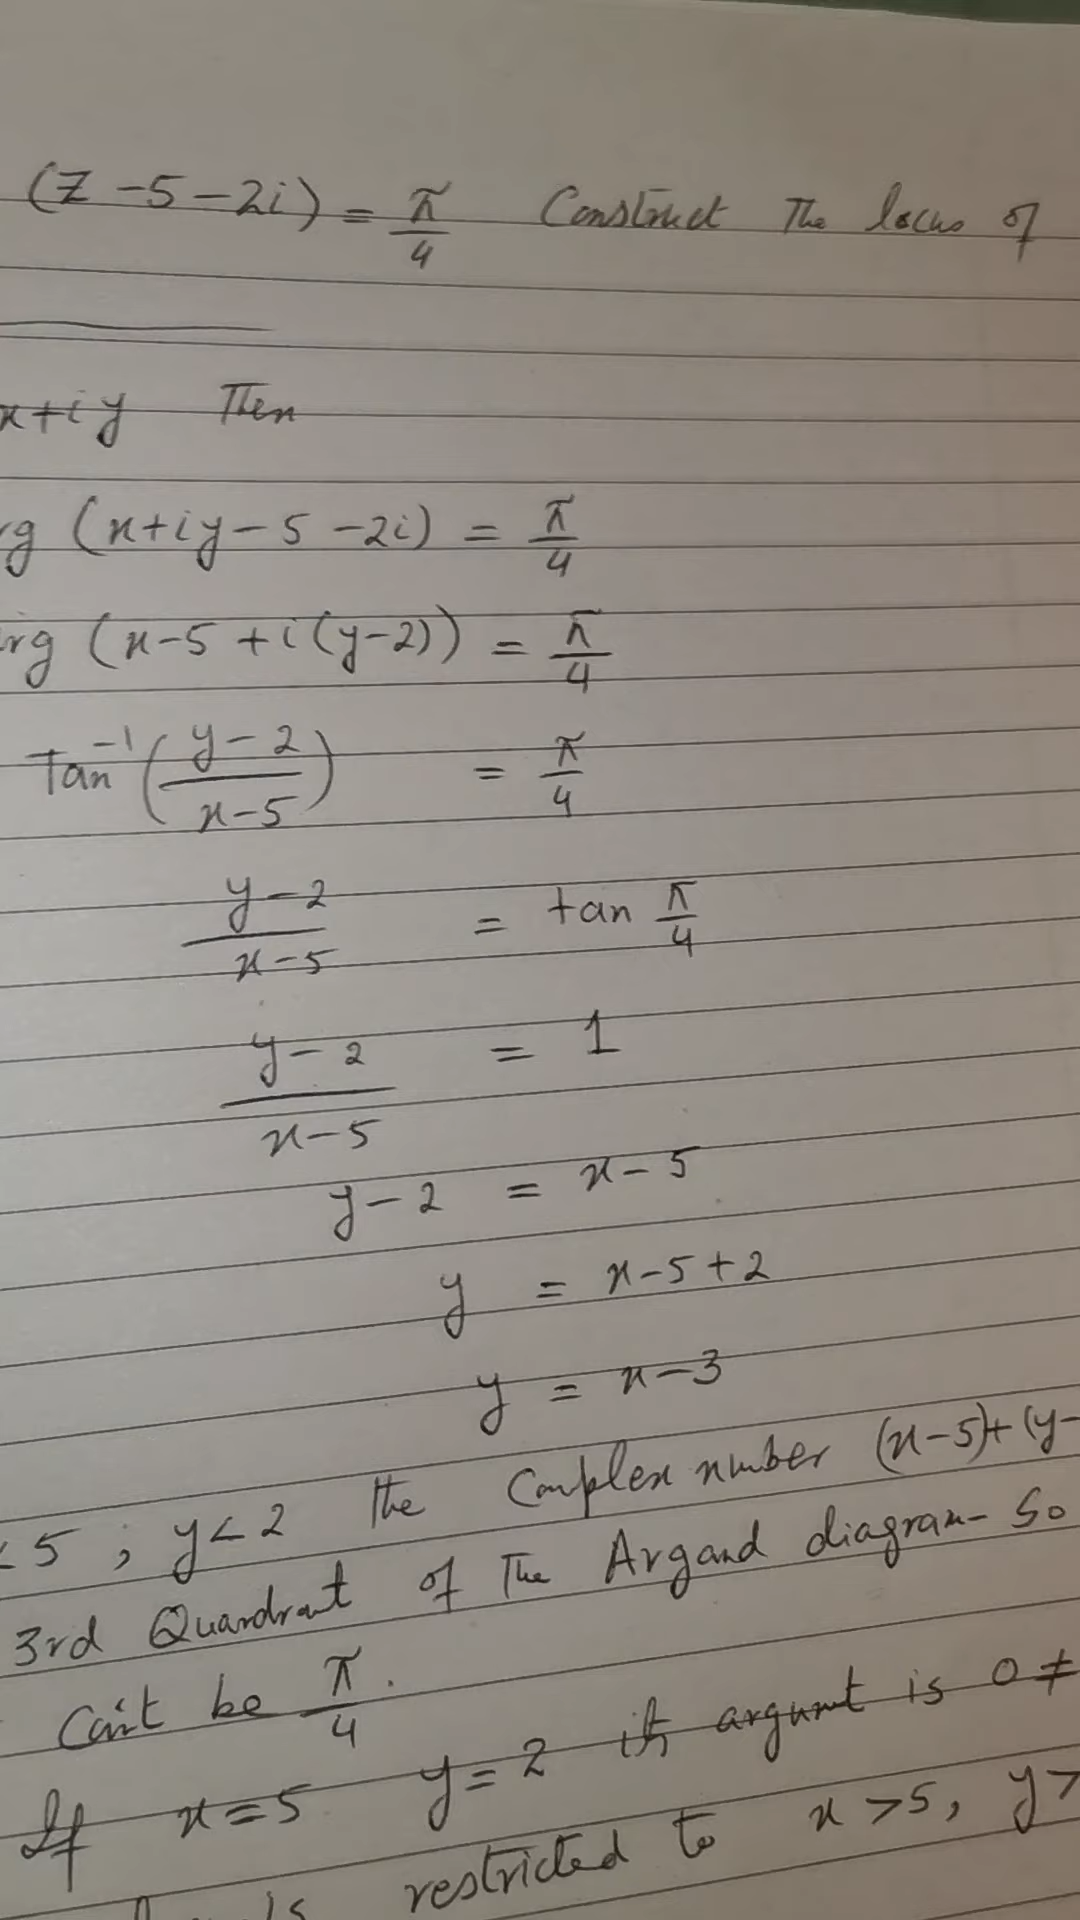 (Z - 5 - 2i) = π/4 Construct The locus of
x + iy Then
rg (x + iy - 5 - 2i) = π/4
rg (x - 5 + i(y - 2)) = π/4
Tan⁻¹((y - 2)/(x - 5)) = π/4
(y - 2)/(x - 5) = tan π/4
(y - 2)/(x - 5) = 1
y - 2 = x - 5
y = x - 5 + 2
y = x - 3
< 5 ; y < 2 the Complex number (x - 5) + (y -
3rd Quardrant of The Argand diagram - So
Can't be π/4.
If x = 5 y = 2 its argumt is 0 ≠
is restricted to x > 5, y >